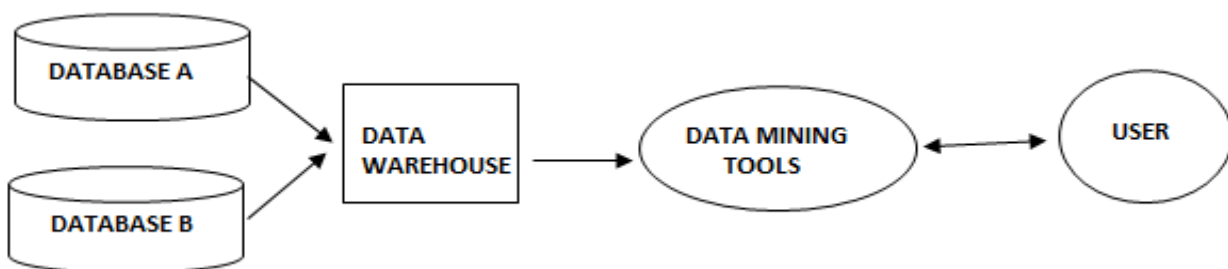 DATABASE A
DATABASE B
DATA
WAREHOUSE
DATA MINING
TOOLS
USER